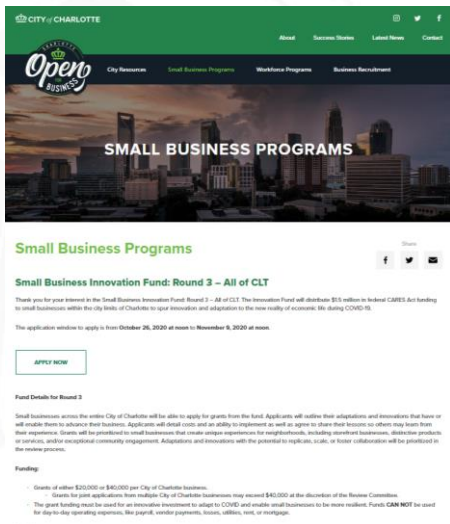 CITY of CHARLOTTE
About Success Stories Latest News Contact
CHARLOTTE
Open
FOR
BUSINESS
City Resources Small Business Programs Workforce Programs Business Recruitment
SMALL BUSINESS PROGRAMS
Small Business Programs
Share
Small Business Innovation Fund: Round 3 – All of CLT
Thank you for your interest in the Small Business Innovation Fund: Round 3 – All of CLT. The Innovation Fund will distribute $1.5 million in federal CARES Act funding
to small businesses within the city limits of Charlotte to spur innovation and adaptation to the new reality of economic life during COVID-19.
The application window to apply is from October 26, 2020 at noon to November 9, 2020 at noon.
APPLY NOW
Fund Details for Round 3
Small businesses across the entire City of Charlotte will be able to apply for grants from the fund. Applicants will outline their adaptations and innovations that have or
will enable them to advance their business. Applicants will detail costs and an ability to implement as well as agree to share their lessons so others may learn from
their experience. Grants will be prioritized to small businesses that create unique experiences for neighborhoods, including storefront businesses, distinctive products
or services, and/or exceptional community engagement. Adaptations and innovations with the potential to replicate, scale, or foster collaboration will be prioritized in
the review process.
Funding:
· Grants of either $20,000 or $40,000 per City of Charlotte business.
· Grants for joint applications from multiple City of Charlotte businesses may exceed $40,000 at the discretion of the Review Committee.
· The grant funding must be used for an innovative investment to adapt to COVID and enable small businesses to be more resilient. Funds CAN NOT be used
for day-to-day operating expenses, like payroll, vendor payments, losses, utilities, rent, or mortgage.